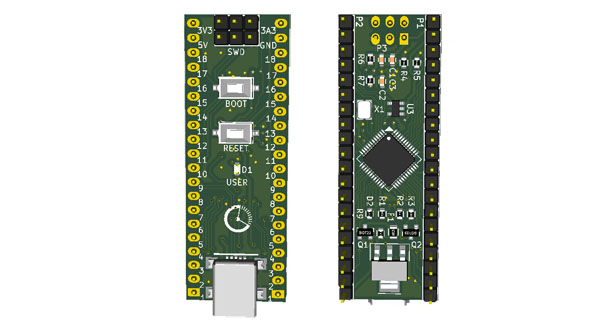 3V3 3A3
5V GND
SWD
18 18
17 17
16 16
BOOT
15 15
14 14
13 13
RESET
12 12
11 11
10 10
D1
9 9
USER
8 8
7 7
6 6
5 5
4 4
3 3
2 2
P2 P1
P3
R6 R4 R5
R7
C2
X1 U3
D2 R1 R2 R3
R9
F1
Q1 Q2